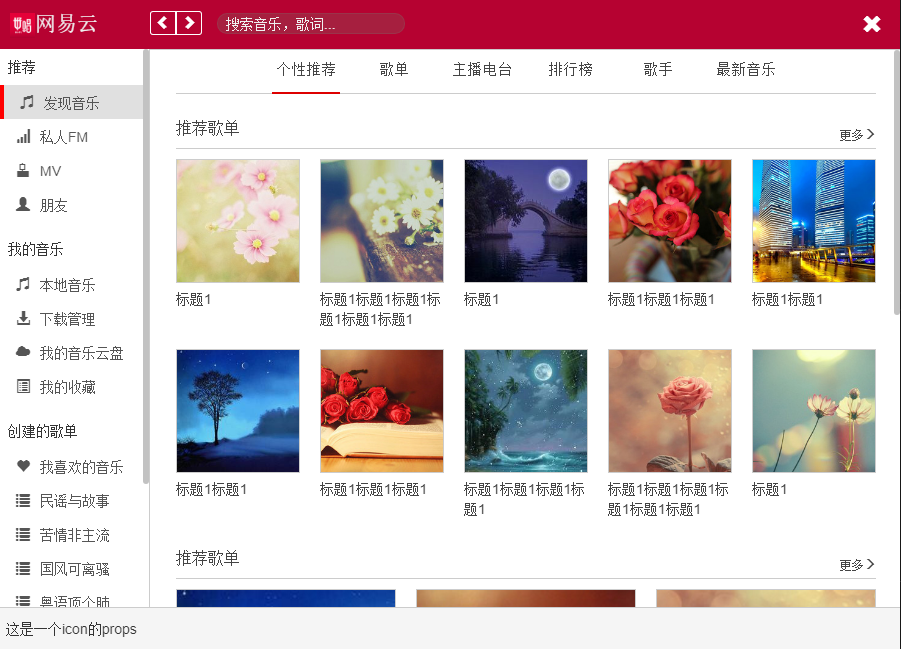 网易云
搜索音乐，歌词...
推荐
发现音乐
私人FM
MV
朋友
我的音乐
本地音乐
下载管理
我的音乐云盘
我的收藏
创建的歌单
我喜欢的音乐
民谣与故事
苦情非主流
国风可离骚
粤语顶个肺
个性推荐 歌单 主播电台 排行榜 歌手 最新音乐
推荐歌单
更多
标题1
标题1标题1标题1标
题1标题1标题1
标题1
标题1标题1标题1
标题1标题1
标题1标题1
标题1标题1标题1
标题1标题1标题1标
题1
标题1标题1标题1标
题1标题1标题1
标题1
推荐歌单
更多
这是一个icon的props